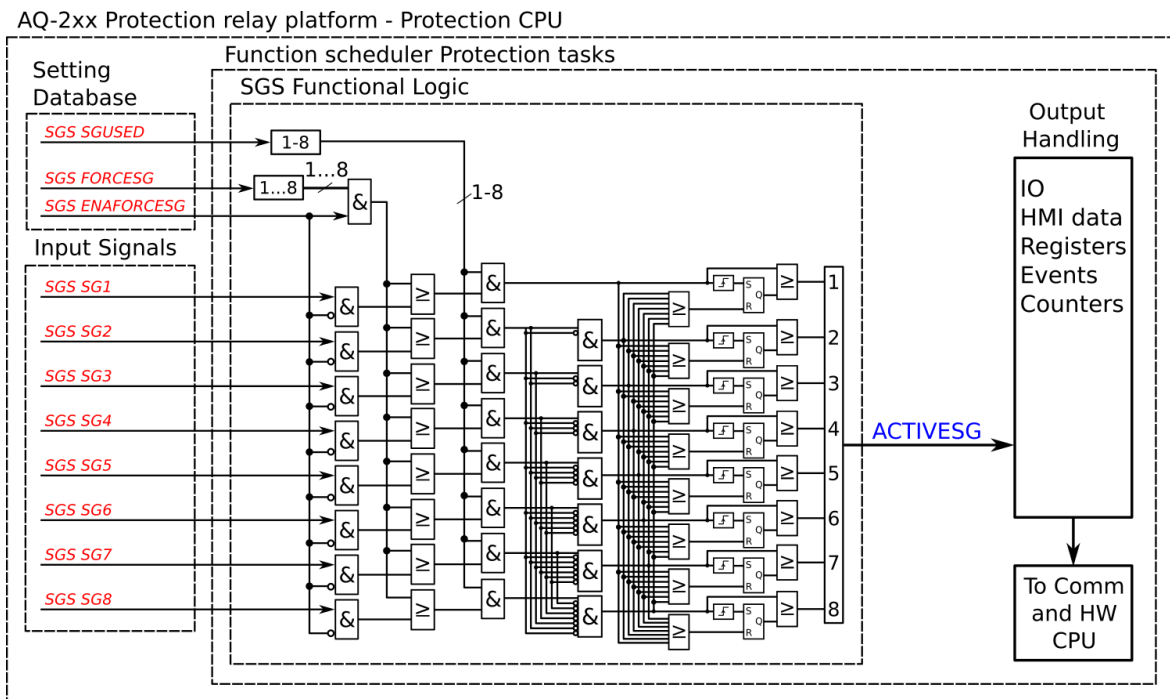 AQ-2xx Protection relay platform - Protection CPU
Function scheduler Protection tasks
Setting
Database
SGS Functional Logic
SGS SGUSED
SGS FORCESG
SGS ENAFORCESG
1-8
1...8
1...8
1-8
&
Input Signals
SGS SG1
SGS SG2
SGS SG3
SGS SG4
SGS SG5
SGS SG6
SGS SG7
SGS SG8
& & & & & & & &
≥ ≥ ≥ ≥ ≥ ≥ ≥ ≥
& & & & & & & &
& & & & & & &
≥ ≥ ≥ ≥ ≥ ≥ ≥ ≥
S Q R
S Q R
S Q R
S Q R
S Q R
S Q R
S Q R
S Q R
≥ ≥ ≥ ≥ ≥ ≥ ≥ ≥
1
2
3
4
5
6
7
8
ACTIVESG
Output
Handling
IO
HMI data
Registers
Events
Counters
To Comm
and HW
CPU